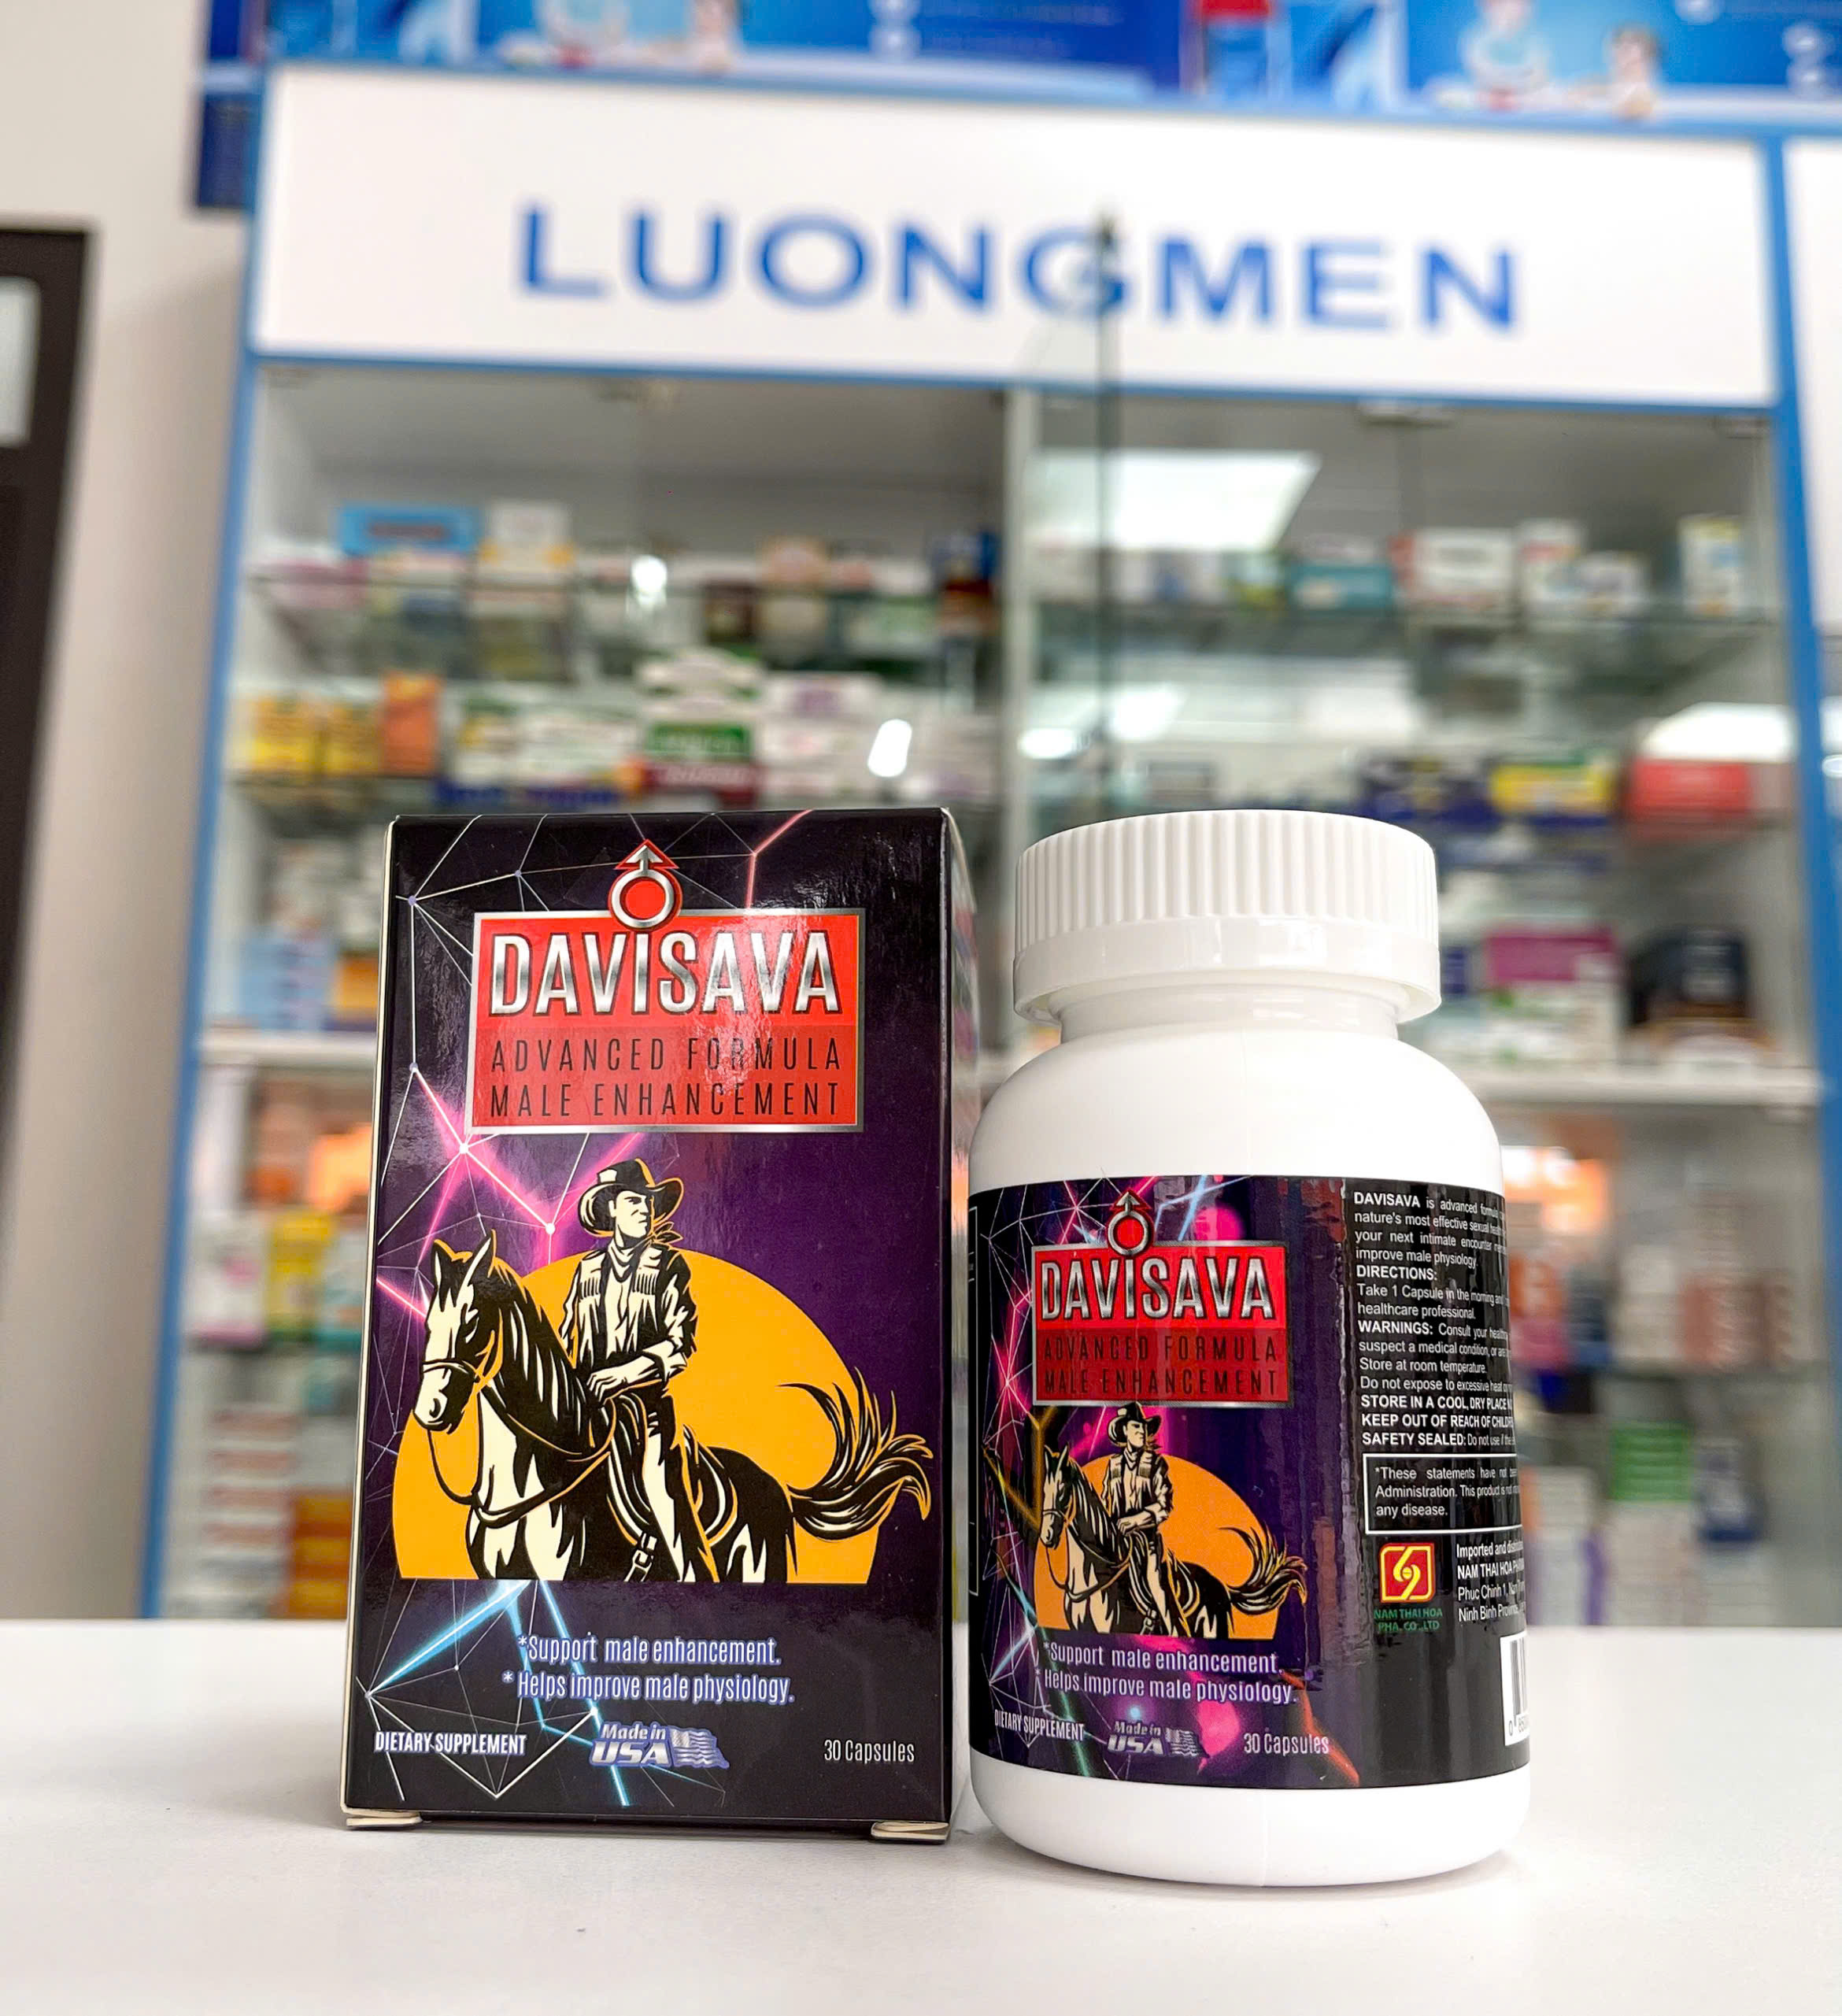 LUONGMEN
DAVISAVA
ADVANCED FORMULA
MALE ENHANCEMENT
*Support male enhancement.
* Helps improve male physiology.
DIETARY SUPPLEMENT
Made in
USA
30 Capsules
DAVISAVA
ADVANCED FORMULA
MALE ENHANCEMENT
*Support male enhancement.
*Helps improve male physiology.
DIETARY SUPPLEMENT
Made in
USA
30 Capsules
DAVISAVA is advanced
nature's most effective sexual
your next intimate encounter
improve male physiology.
DIRECTIONS:
Take 1 Capsule in the morning and
healthcare professional.
WARNINGS: Consult your
suspect a medical condition, or are
Store at room temperature.
Do not expose to excessive heat
STORE IN A COOL, DRY PLACE
KEEP OUT OF REACH OF
SAFETY SEALED: Do not use if
*These statements have not
Administration. This product is not
any disease.
NAM THAI HOA
PHA. CO.,LTD
Imported and
NAM THAI HOA
Phuc Chinh 1,
Ninh Binh